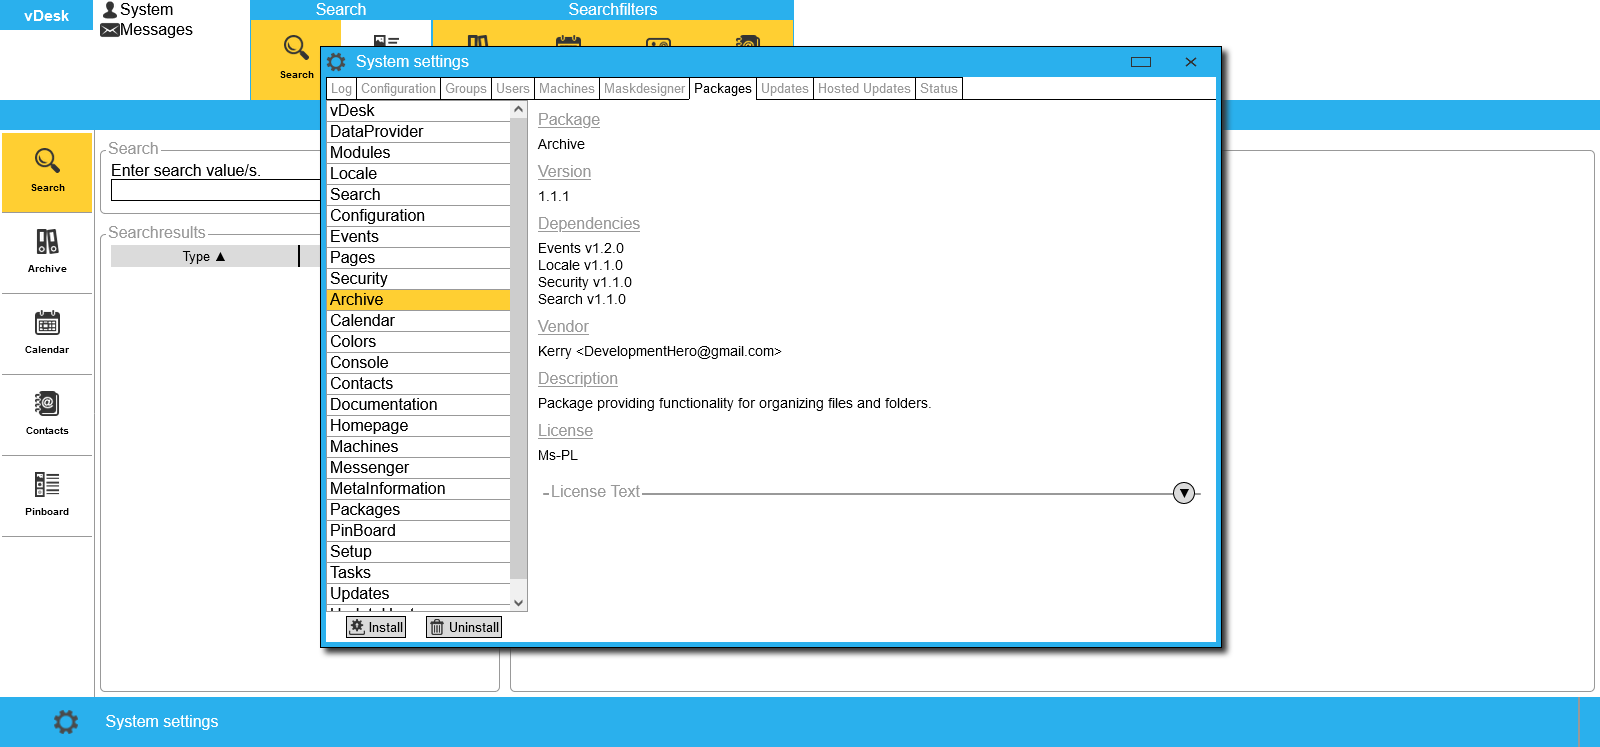 vDesk
System
Messages
Search
Searchfilters
Search
System settings
Log
Configuration
Groups
Users
Machines
Maskdesigner
Packages
Updates
Hosted Updates
Status
vDesk
DataProvider
Modules
Locale
Search
Configuration
Events
Pages
Security
Archive
Calendar
Colors
Console
Contacts
Documentation
Homepage
Machines
Messenger
MetaInformation
Packages
PinBoard
Setup
Tasks
Updates
Install
Uninstall
Package
Archive
Version
1.1.1
Dependencies
Events v1.2.0
Locale v1.1.0
Security v1.1.0
Search v1.1.0
Vendor
Kerry <DevelopmentHero@gmail.com>
Description
Package providing functionality for organizing files and folders.
License
Ms-PL
License Text
Search
Archive
Calendar
Contacts
Pinboard
Search
Enter search value/s.
Searchresults
Type ▲
System settings